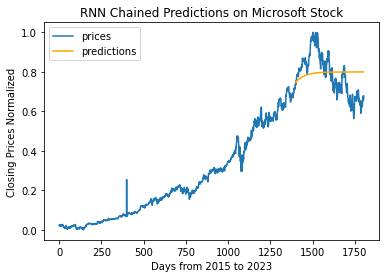 RNN Chained Predictions on Microsoft Stock
prices
predictions
Closing Prices Normalized
1.0
0.8
0.6
0.4
0.2
0.0
0 250 500 750 1000 1250 1500 1750
Days from 2015 to 2023